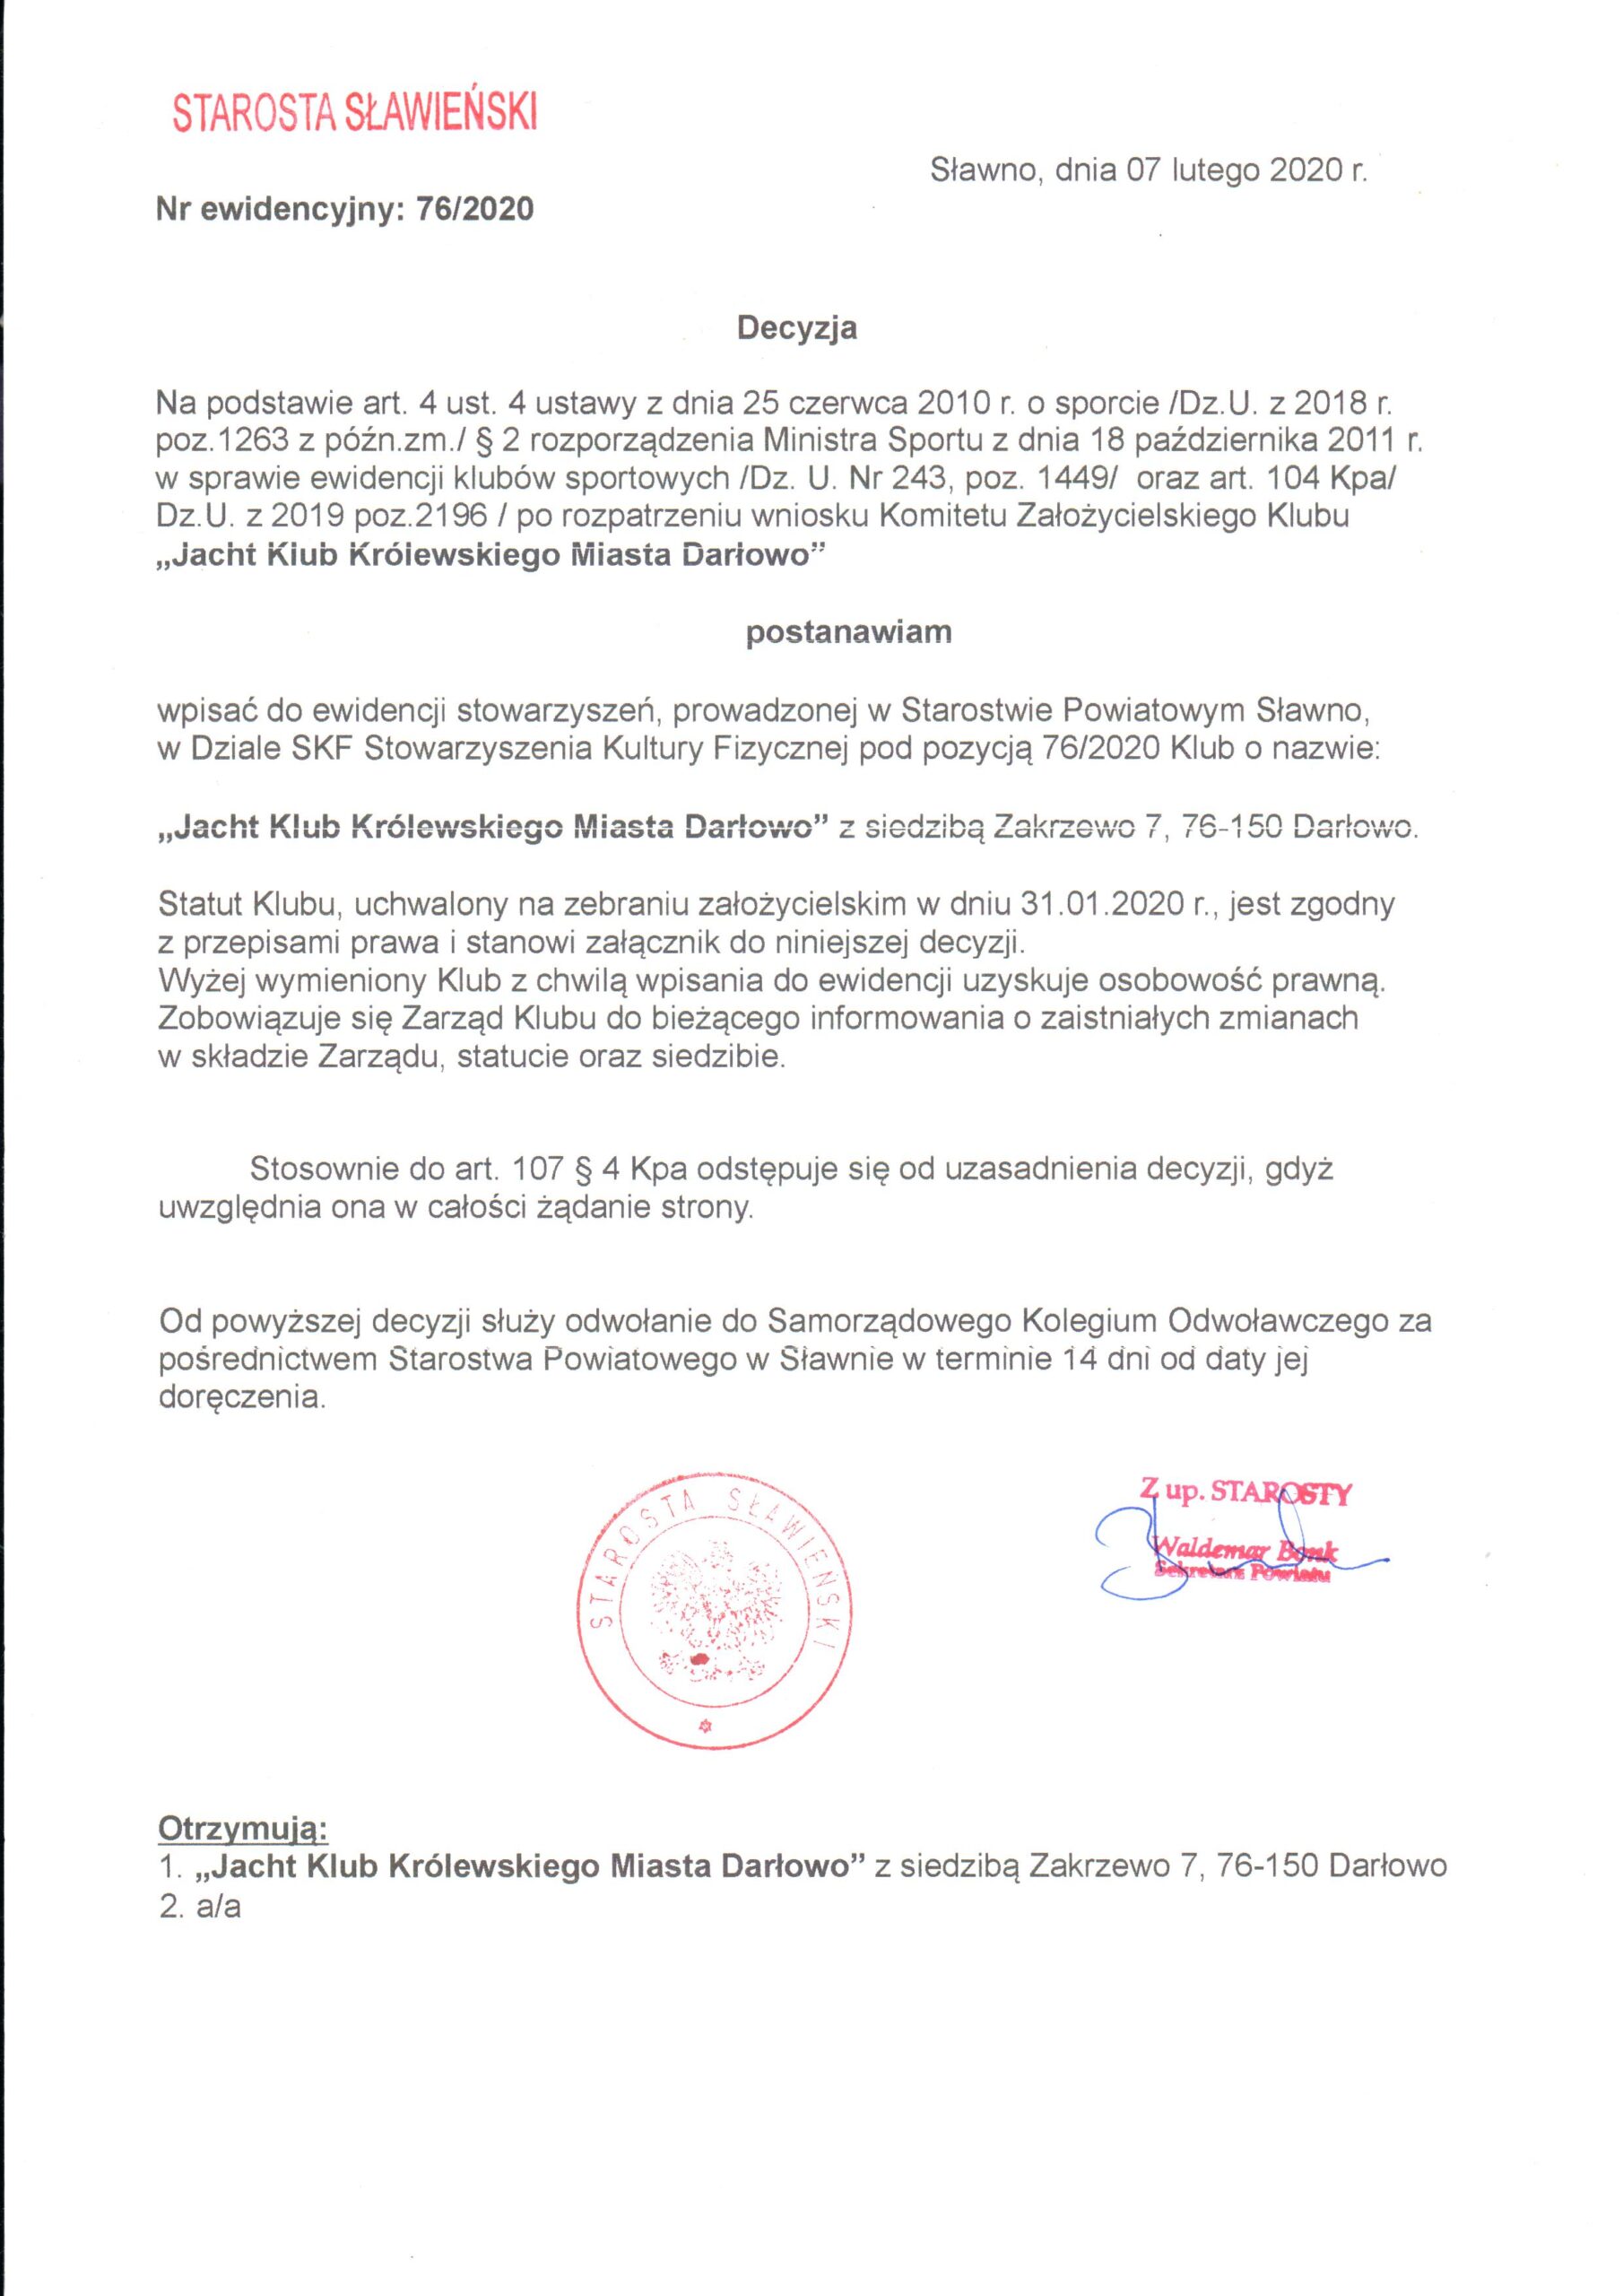 STAROSTA SŁAWIEŃSKI
Sławno, dnia 07 lutego 2020 r.
Nr ewidencyjny: 76/2020
Decyzja
Na podstawie art. 4 ust. 4 ustawy z dnia 25 czerwca 2010 r. o sporcie /Dz.U. z 2018 r.
poz.1263 z późn.zm./ § 2 rozporządzenia Ministra Sportu z dnia 18 października 2011 r.
w sprawie ewidencji klubów sportowych /Dz. U. Nr 243, poz. 1449/ oraz art. 104 Kpa/
Dz.U. z 2019 poz.2196 / po rozpatrzeniu wniosku Komitetu Założycielskiego Klubu
„Jacht Klub Królewskiego Miasta Darłowo”
postanawiam
wpisać do ewidencji stowarzyszeń, prowadzonej w Starostwie Powiatowym Sławno,
w Dziale SKF Stowarzyszenia Kultury Fizycznej pod pozycją 76/2020 Klub o nazwie:
„Jacht Klub Królewskiego Miasta Darłowo” z siedzibą Zakrzewo 7, 76-150 Darłowo.
Statut Klubu, uchwalony na zebraniu założycielskim w dniu 31.01.2020 r., jest zgodny
z przepisami prawa i stanowi załącznik do niniejszej decyzji.
Wyżej wymieniony Klub z chwilą wpisania do ewidencji uzyskuje osobowość prawną.
Zobowiązuje się Zarząd Klubu do bieżącego informowania o zaistniałych zmianach
w składzie Zarządu, statucie oraz siedzibie.
Stosownie do art. 107 § 4 Kpa odstępuje się od uzasadnienia decyzji, gdyż
uwzględnia ona w całości żądanie strony.
Od powyższej decyzji służy odwołanie do Samorządowego Kolegium Odwoławczego za
pośrednictwem Starostwa Powiatowego w Sławnie w terminie 14 dni od daty jej
doręczenia.
STAROSTA SŁAWIEŃSKI
Z up. STAROSTY
Waldemar Bonk
Sekretarz Powiatu
Otrzymują:
1. „Jacht Klub Królewskiego Miasta Darłowo” z siedzibą Zakrzewo 7, 76-150 Darłowo
2. a/a